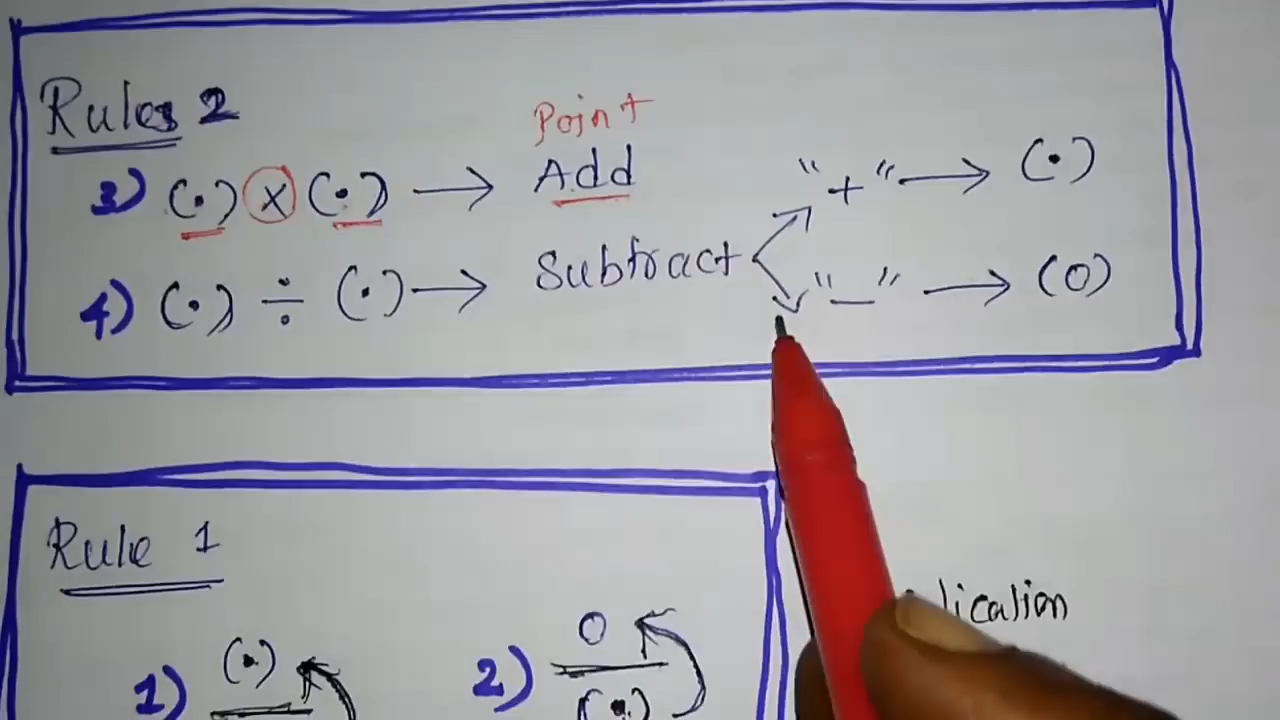 Rules 2
Point
3) (.) x (.) → Add
"+" → (.)
4) (.) ÷ (.) → Subtract
"_" → (0)
Rule 1
1) (.)
2) 0
(.)